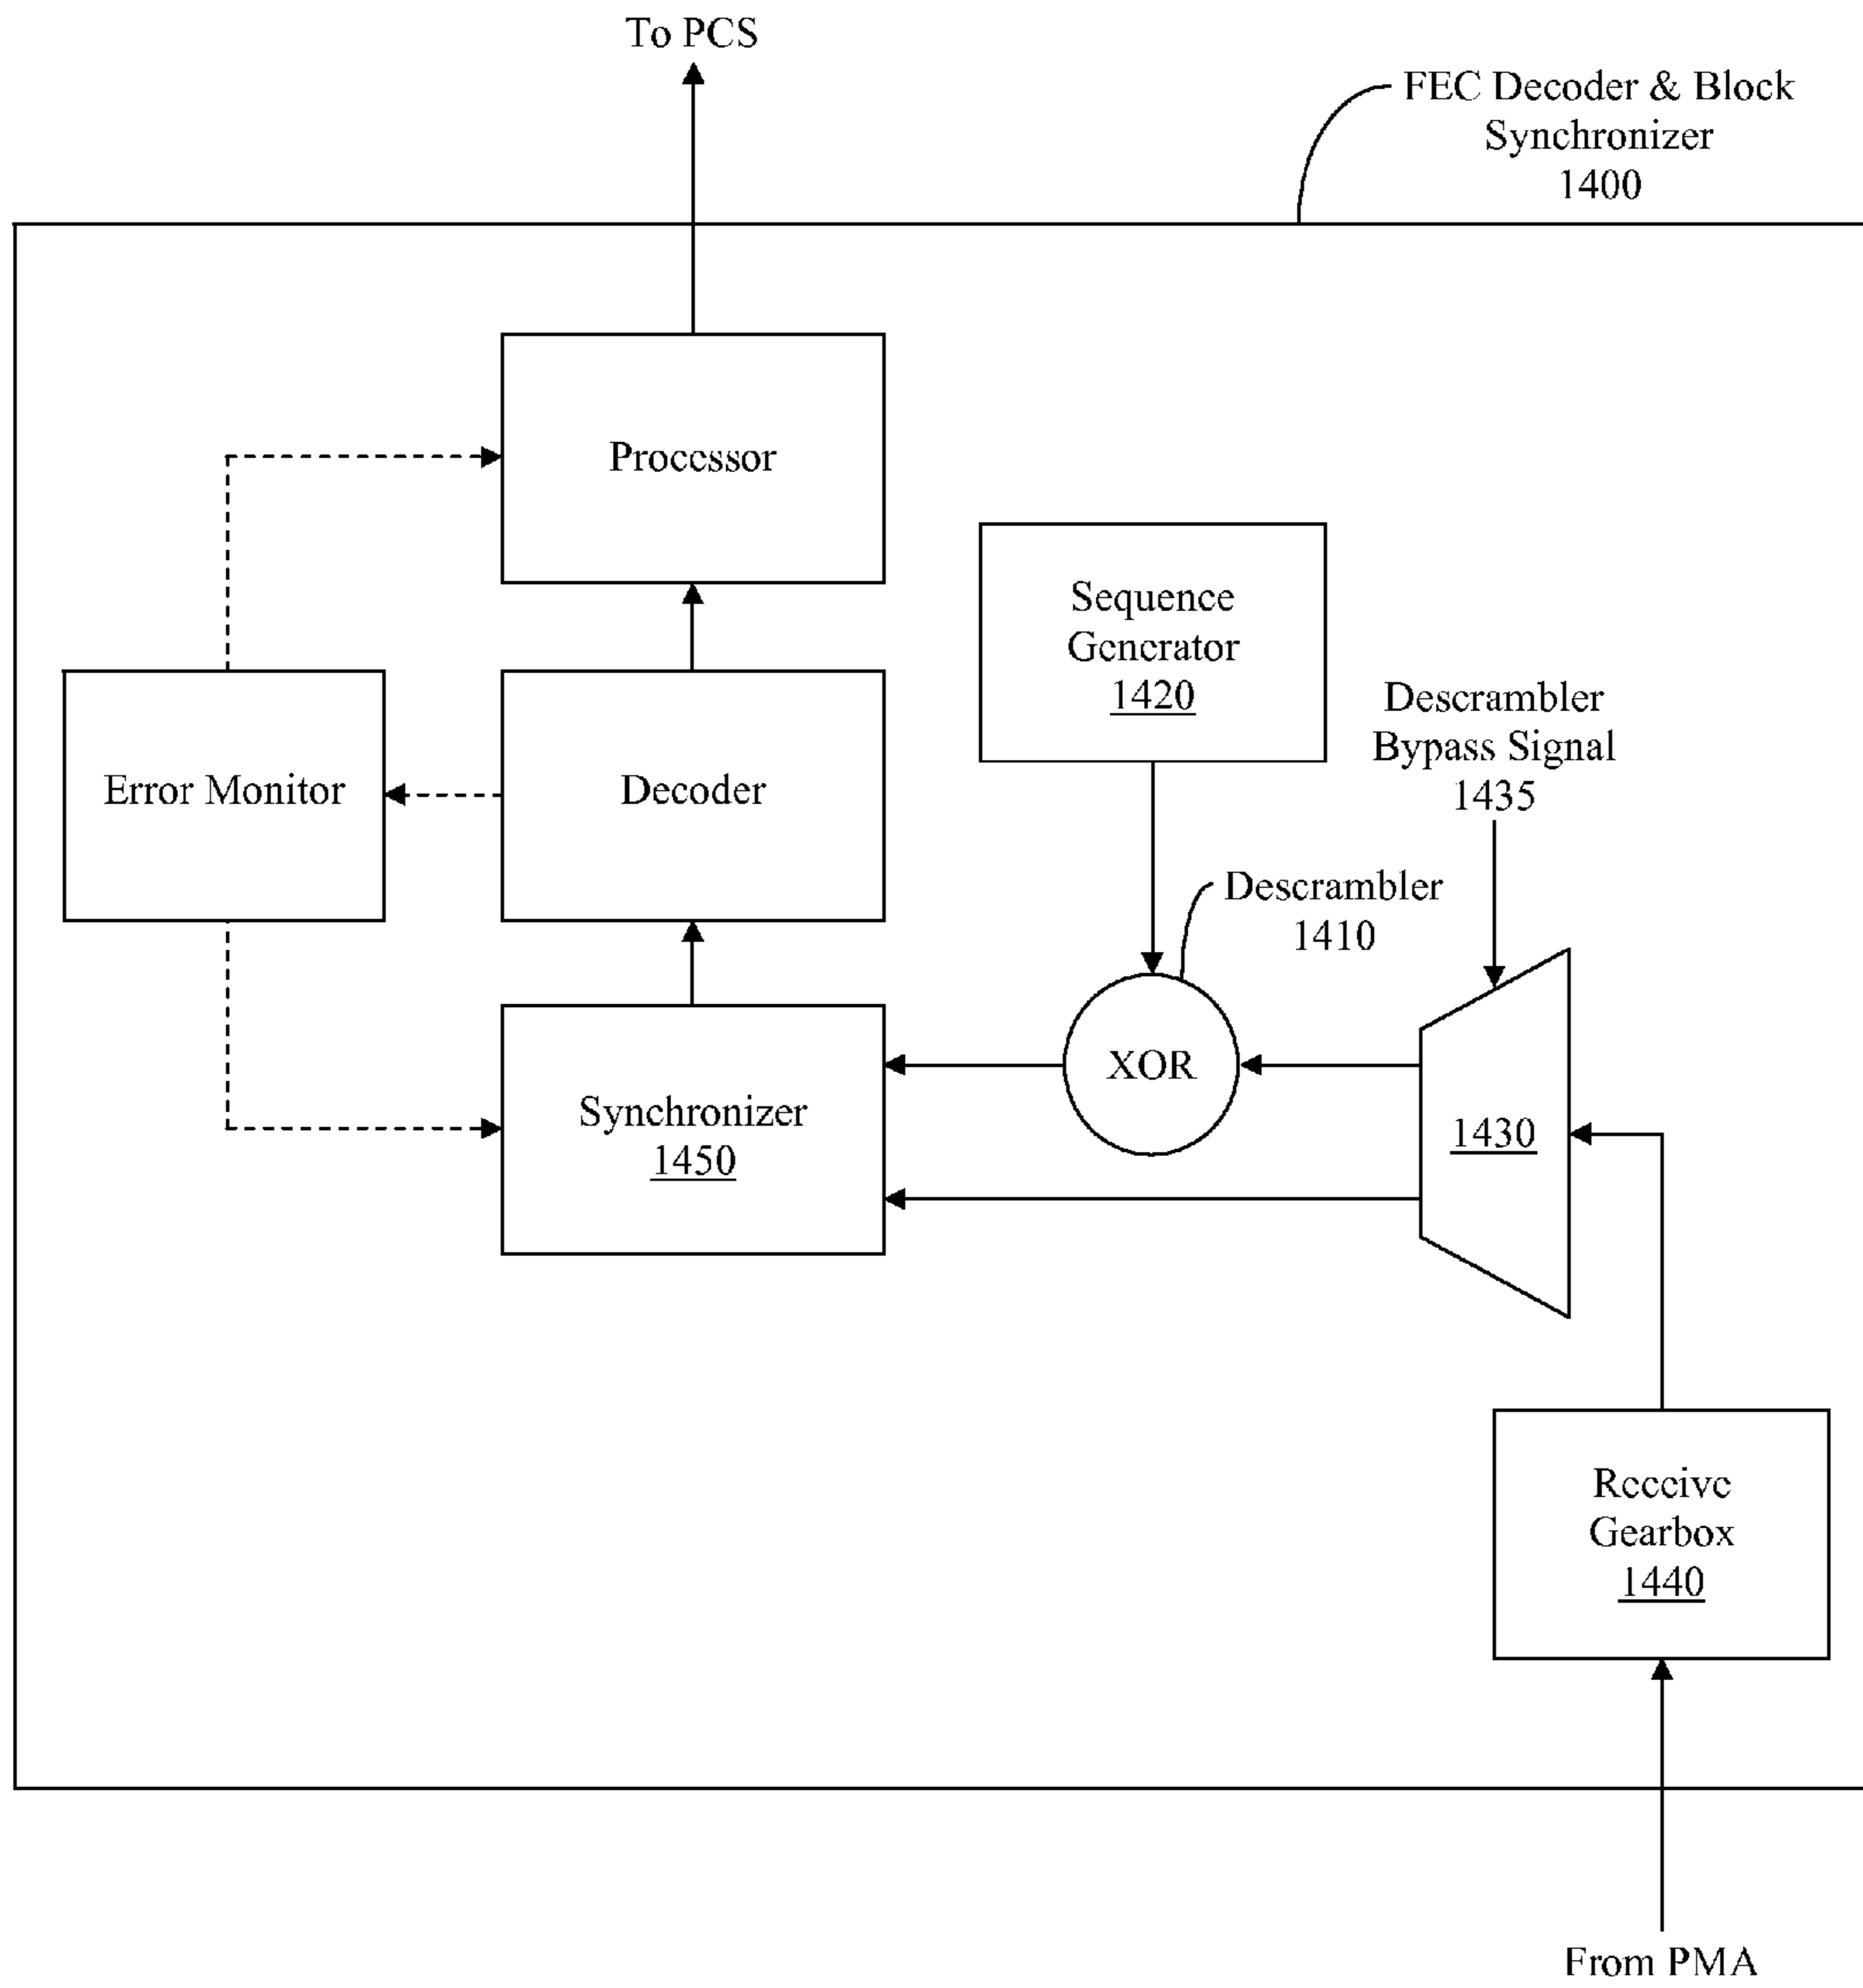 To PCS
FEC Decoder & Block
Synchronizer
1400
Processor
Sequence
Generator
1420
Descrambler
Bypass Signal
1435
Error Monitor
Decoder
Descrambler
1410
XOR
Synchronizer
1450
1430
Receive
Gearbox
1440
From PMA